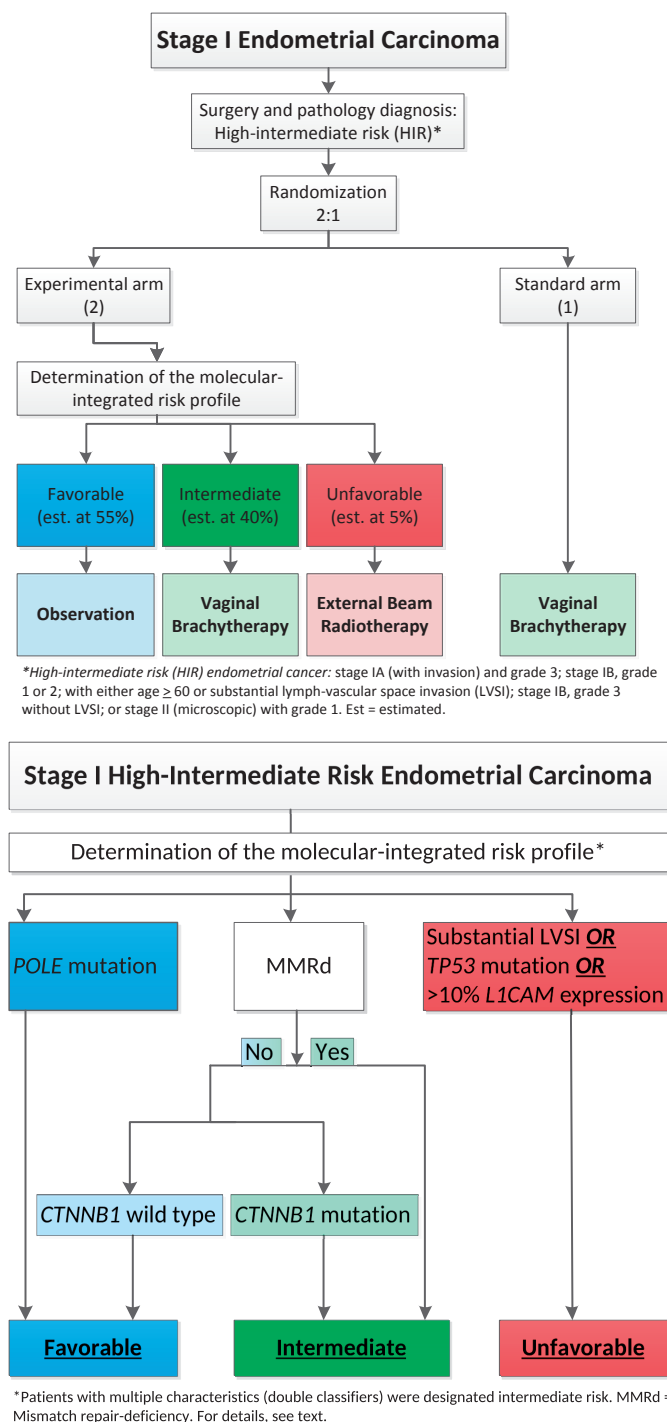 Stage I Endometrial Carcinoma
Surgery and pathology diagnosis:
High-intermediate risk (HIR)*
Randomization
2:1
Experimental arm
(2)
Standard arm
(1)
Determination of the molecular-
integrated risk profile
Favorable
(est. at 55%)
Intermediate
(est. at 40%)
Unfavorable
(est. at 5%)
Observation
Vaginal
Brachytherapy
External Beam
Radiotherapy
Vaginal
Brachytherapy
*High-intermediate risk (HIR) endometrial cancer: stage IA (with invasion) and grade 3; stage IB, grade
1 or 2; with either age ≥ 60 or substantial lymph-vascular space invasion (LVSI); stage IB, grade 3
without LVSI; or stage II (microscopic) with grade 1. Est = estimated.
Stage I High-Intermediate Risk Endometrial Carcinoma
Determination of the molecular-integrated risk profile*
POLE mutation
MMRd
Substantial LVSI OR
TP53 mutation OR
>10% L1CAM expression
No Yes
CTNNB1 wild type
CTNNB1 mutation
Favorable
Intermediate
Unfavorable
*Patients with multiple characteristics (double classifiers) were designated intermediate risk. MMRd =
Mismatch repair-deficiency. For details, see text.